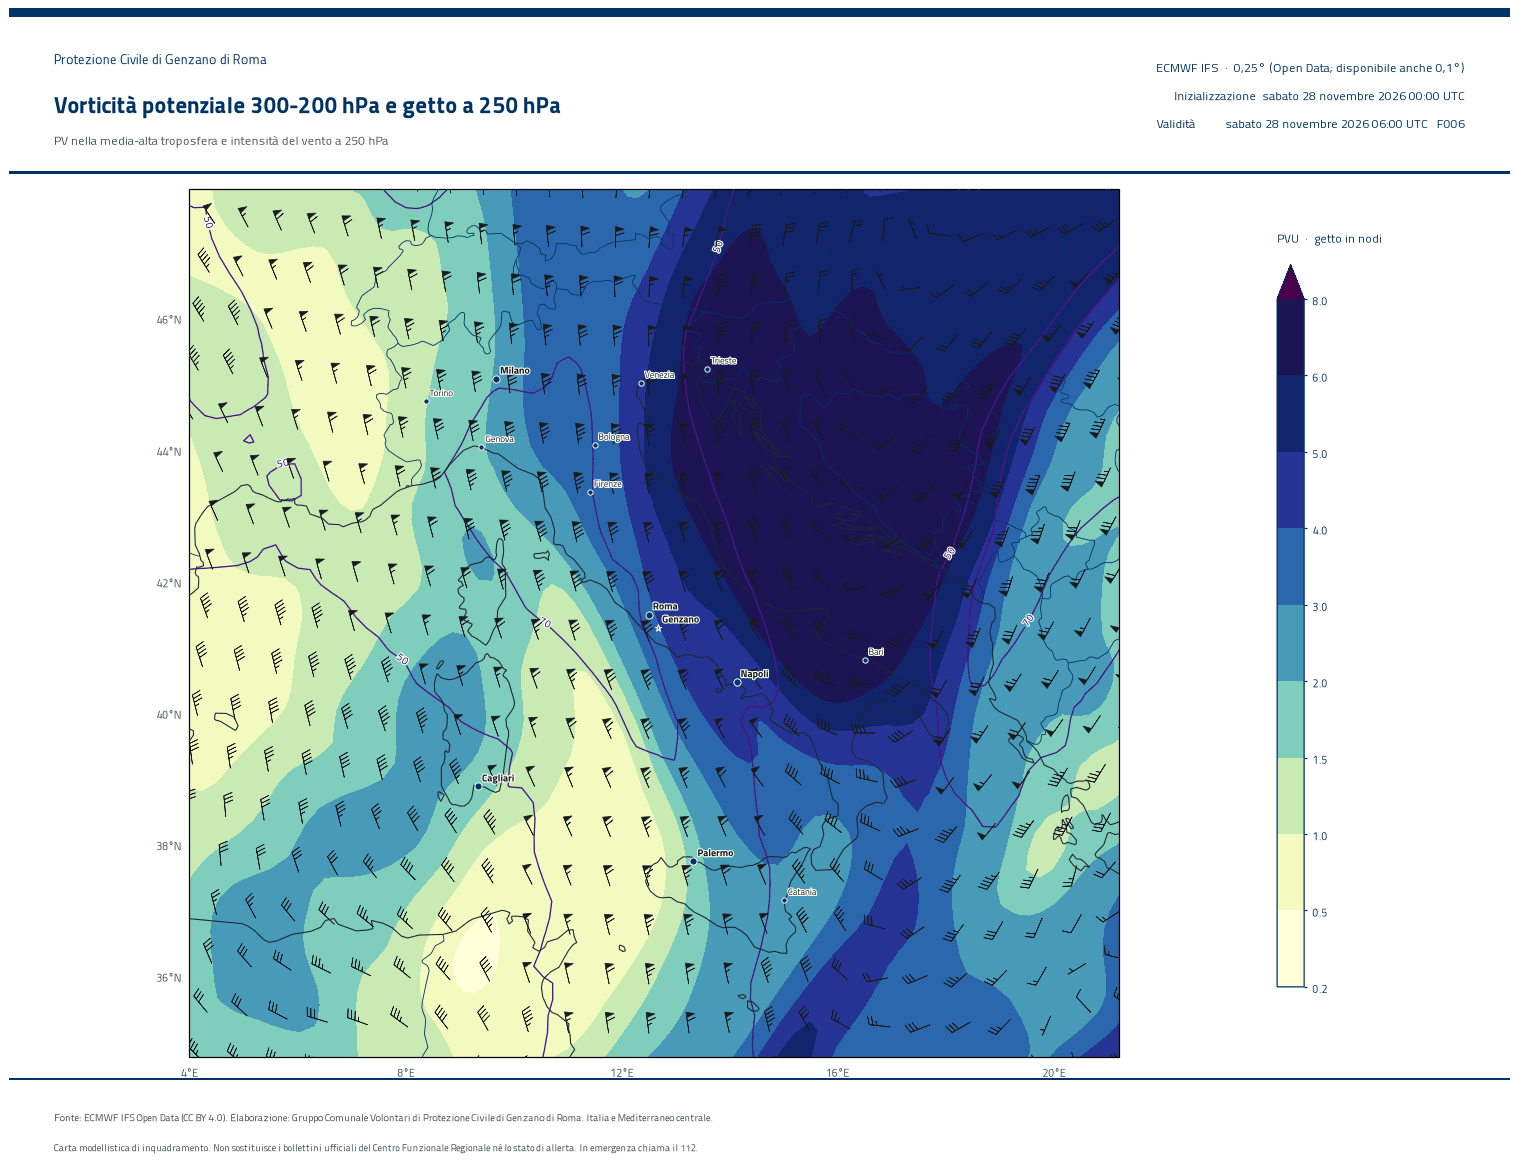 Protezione Civile di Genzano di Roma
Vorticità potenziale 300-200 hPa e getto a 250 hPa
PV nella media-alta troposfera e intensità del vento a 250 hPa
ECMWF IFS · 0,25° (Open Data; disponibile anche 0,1°)
Inizializzazione sabato 28 novembre 2026 00:00 UTC
Validità sabato 28 novembre 2026 06:00 UTC F006
PVU · getto in nodi
8.0
6.0
5.0
4.0
3.0
2.0
1.5
1.0
0.5
0.2
46°N
44°N
42°N
40°N
38°N
36°N
4°E
8°E
12°E
16°E
20°E
50
50
Trieste
Venezia
Milano
Torino
Genova
Bologna
50
Firenze
50
Roma
Genzano
70
70
50
Bari
Napoli
Cagliari
Palermo
Catania
Fonte: ECMWF IFS Open Data (CC BY 4.0). Elaborazione: Gruppo Comunale Volontari di Protezione Civile di Genzano di Roma. Italia e Mediterraneo centrale.
Carta modellistica di inquadramento. Non sostituisce i bollettini ufficiali del Centro Funzionale Regionale né lo stato di allerta. In emergenza chiama il 112.